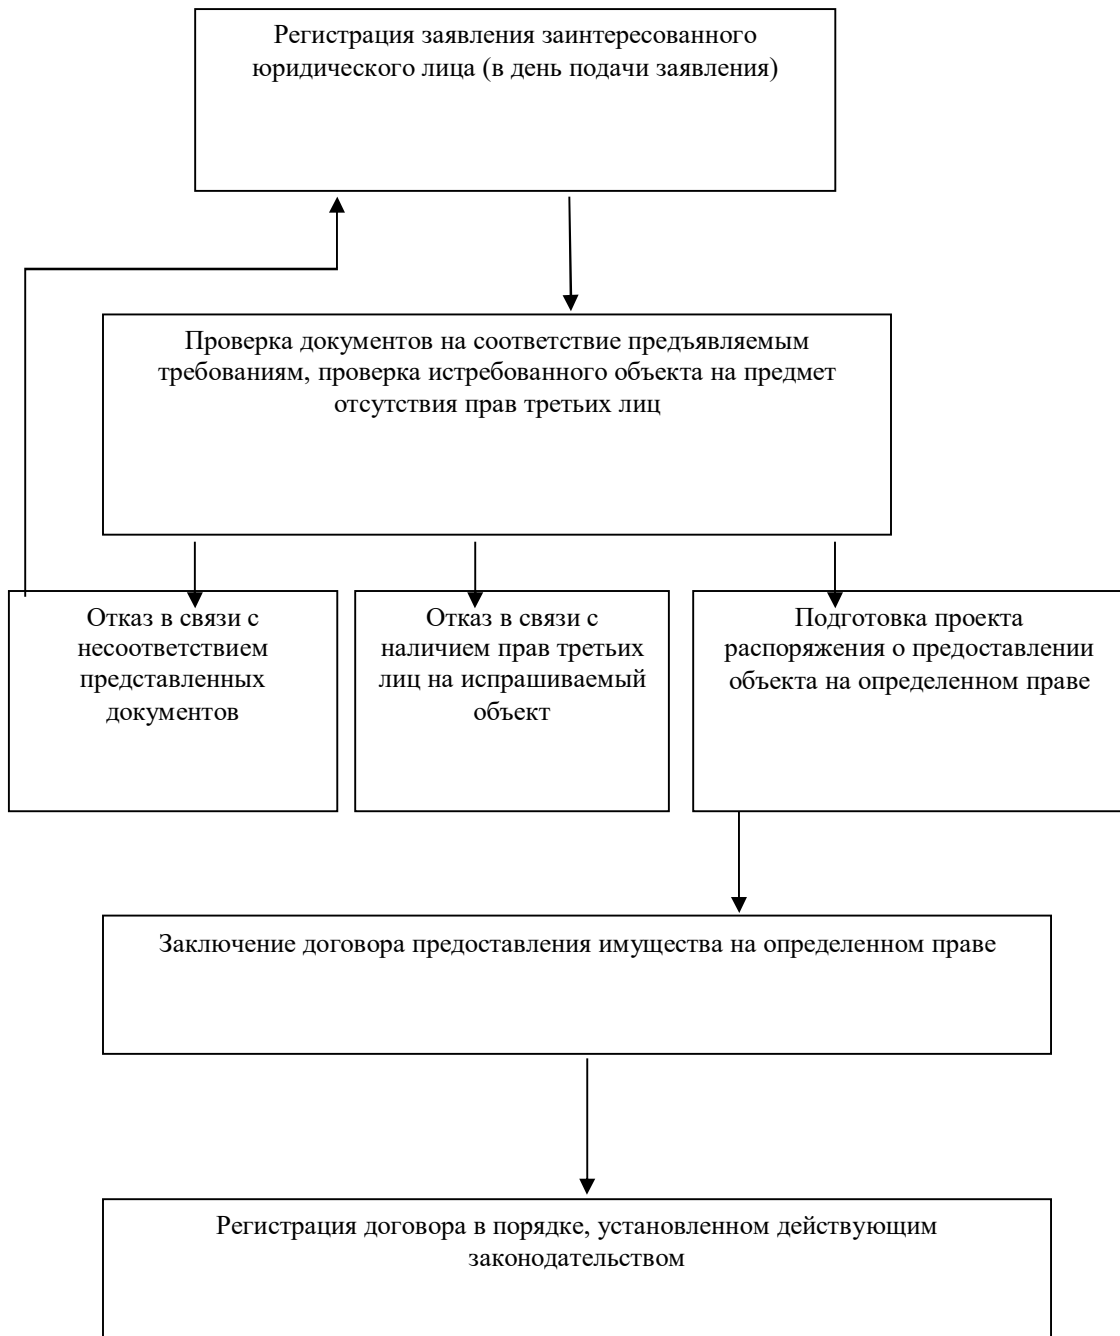 Регистрация заявления заинтересованного
юридического лица (в день подачи заявления)
Проверка документов на соответствие предъявляемым
требованиям, проверка истребованного объекта на предмет
отсутствия прав третьих лиц
Отказ в связи с
несоответствием
представленных
документов
Отказ в связи с
наличием прав третьих
лиц на испрашиваемый
объект
Подготовка проекта
распоряжения о предоставлении
объекта на определенном праве
Заключение договора предоставления имущества на определенном праве
Регистрация договора в порядке, установленном действующим
законодательством